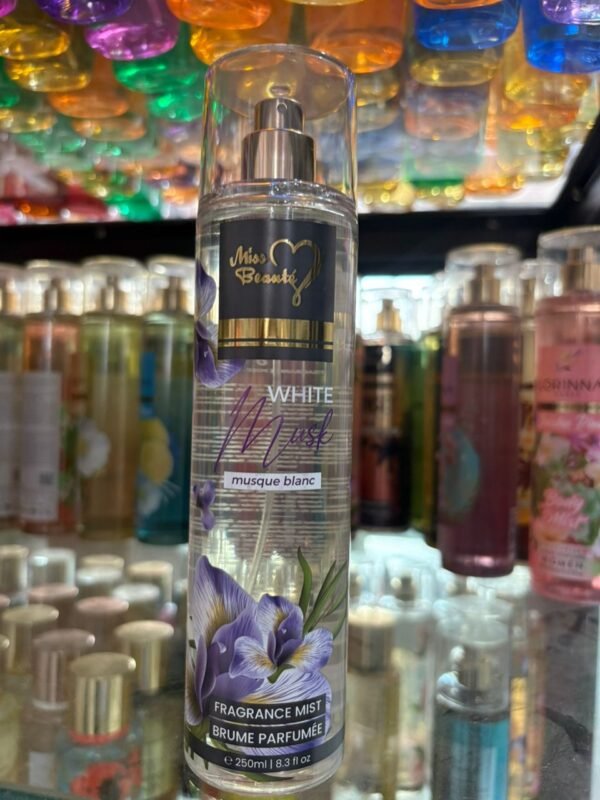 Miss
Beauté
WHITE
Musk
musque blanc
FRAGRANCE MIST
BRUME PARFUMÉE
℮ 250ml | 8.3 fl oz